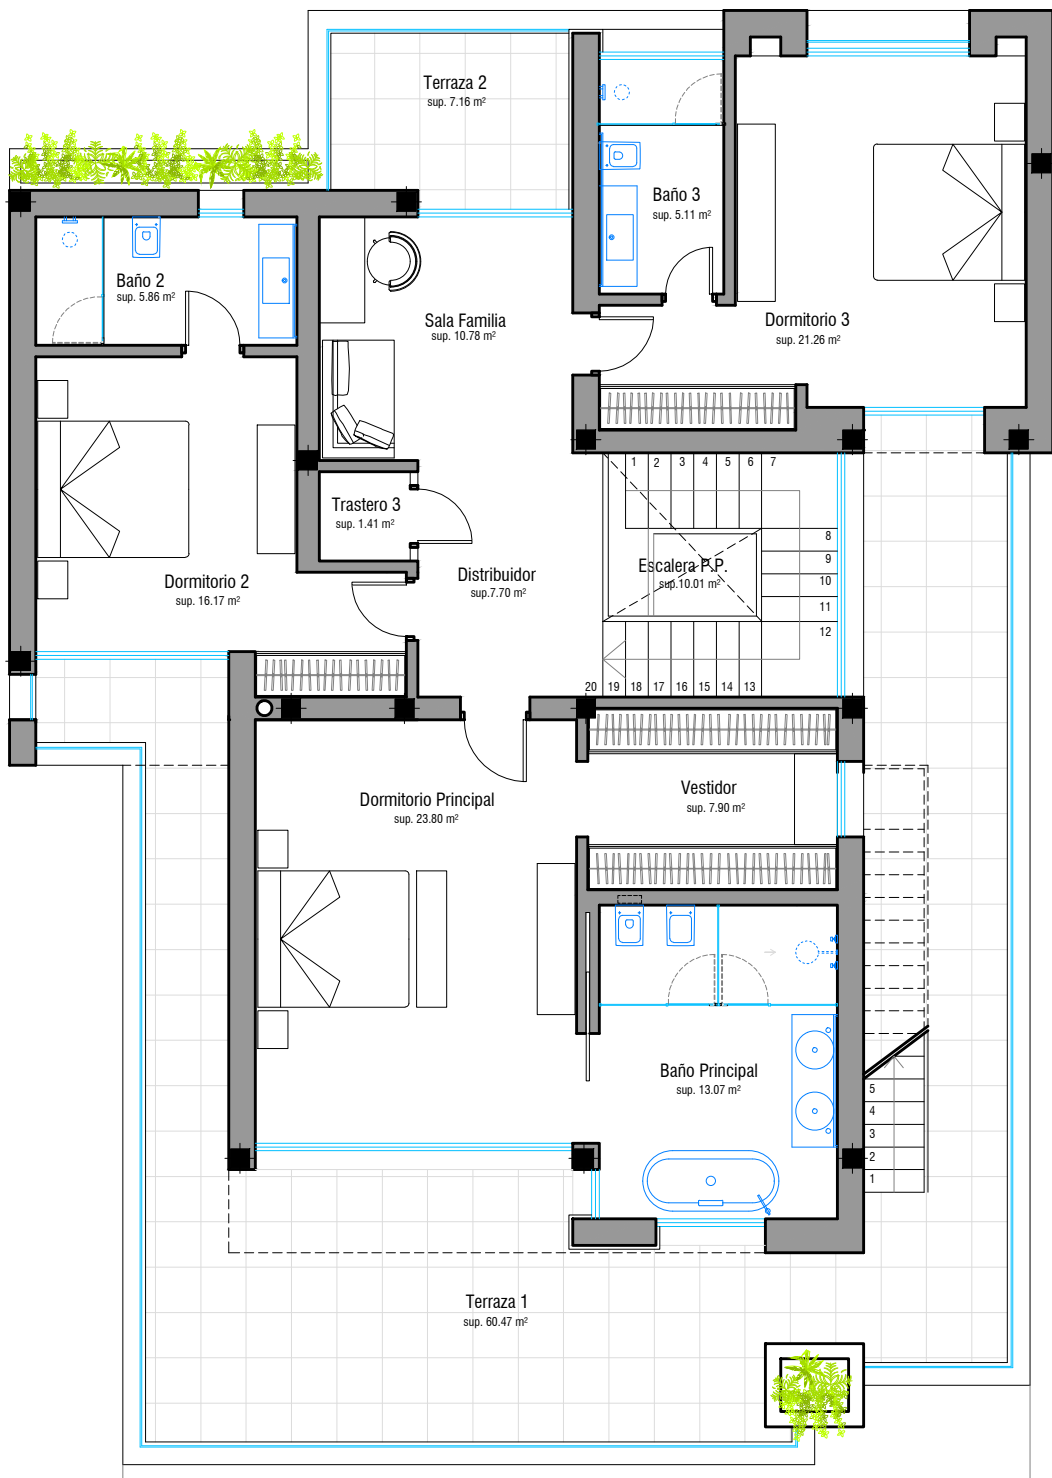 Terraza 2
sup. 7.16 m²
Baño 3
sup. 5.11 m²
Baño 2
sup. 5.86 m²
Sala Familia
sup. 10.78 m²
Dormitorio 3
sup. 21.26 m²
1 2 3 4 5 6 7
Trastero 3
sup. 1.41 m²
8
9
10
11
12
Escalera P.P.
sup.10.01 m²
Distribuidor
sup.7.70 m²
Dormitorio 2
sup. 16.17 m²
20 19 18 17 16 15 14 13
Vestidor
sup. 7.90 m²
Dormitorio Principal
sup. 23.80 m²
Baño Principal
sup. 13.07 m²
5
4
3
2
1
Terraza 1
sup. 60.47 m²